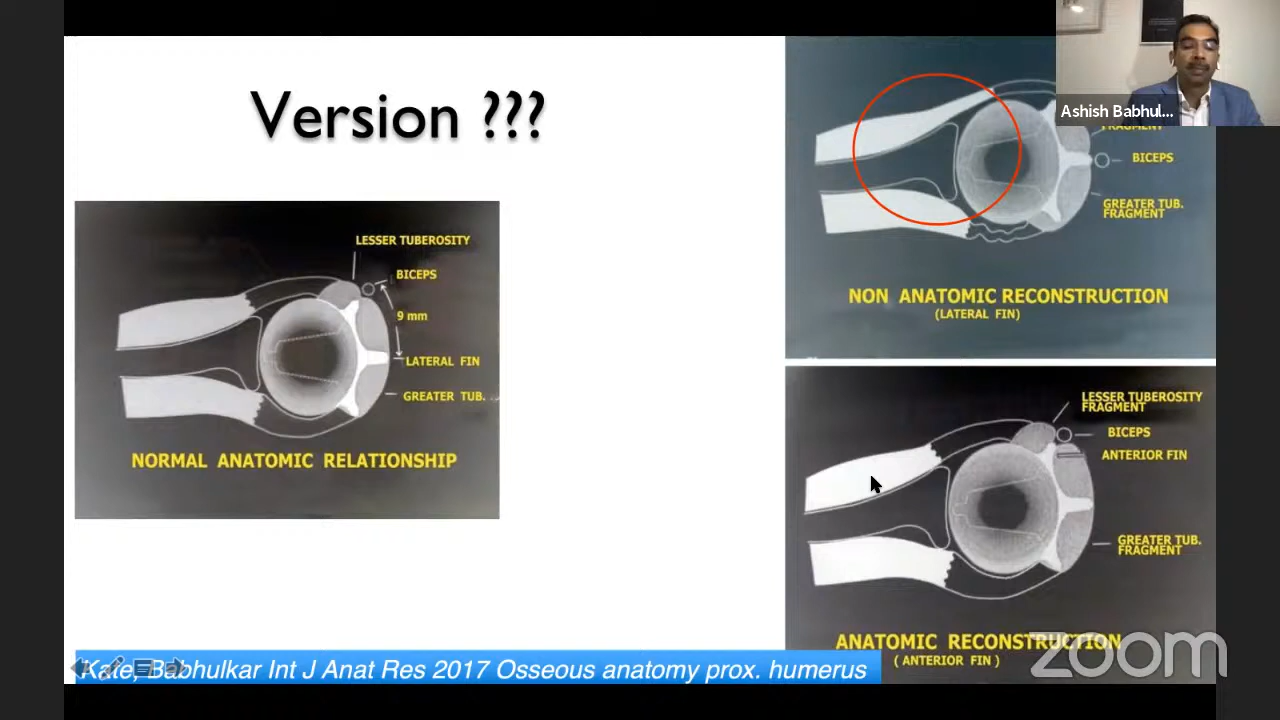 Version ???
LESSER TUBEROSITY
BICEPS
9 mm
LATERAL FIN
GREATER TUB.
NORMAL ANATOMIC RELATIONSHIP
Ashish Babhul...
FRAGMENT
BICEPS
GREATER TUB.
FRAGMENT
NON ANATOMIC RECONSTRUCTION
(LATERAL FIN)
LESSER TUBEROSITY
FRAGMENT
BICEPS
ANTERIOR FIN
GREATER TUB.
FRAGMENT
ANATOMIC RECONSTRUCTION
(ANTERIOR FIN)
Kate, Babhulkar Int J Anat Res 2017 Osseous anatomy prox. humerus
zoom